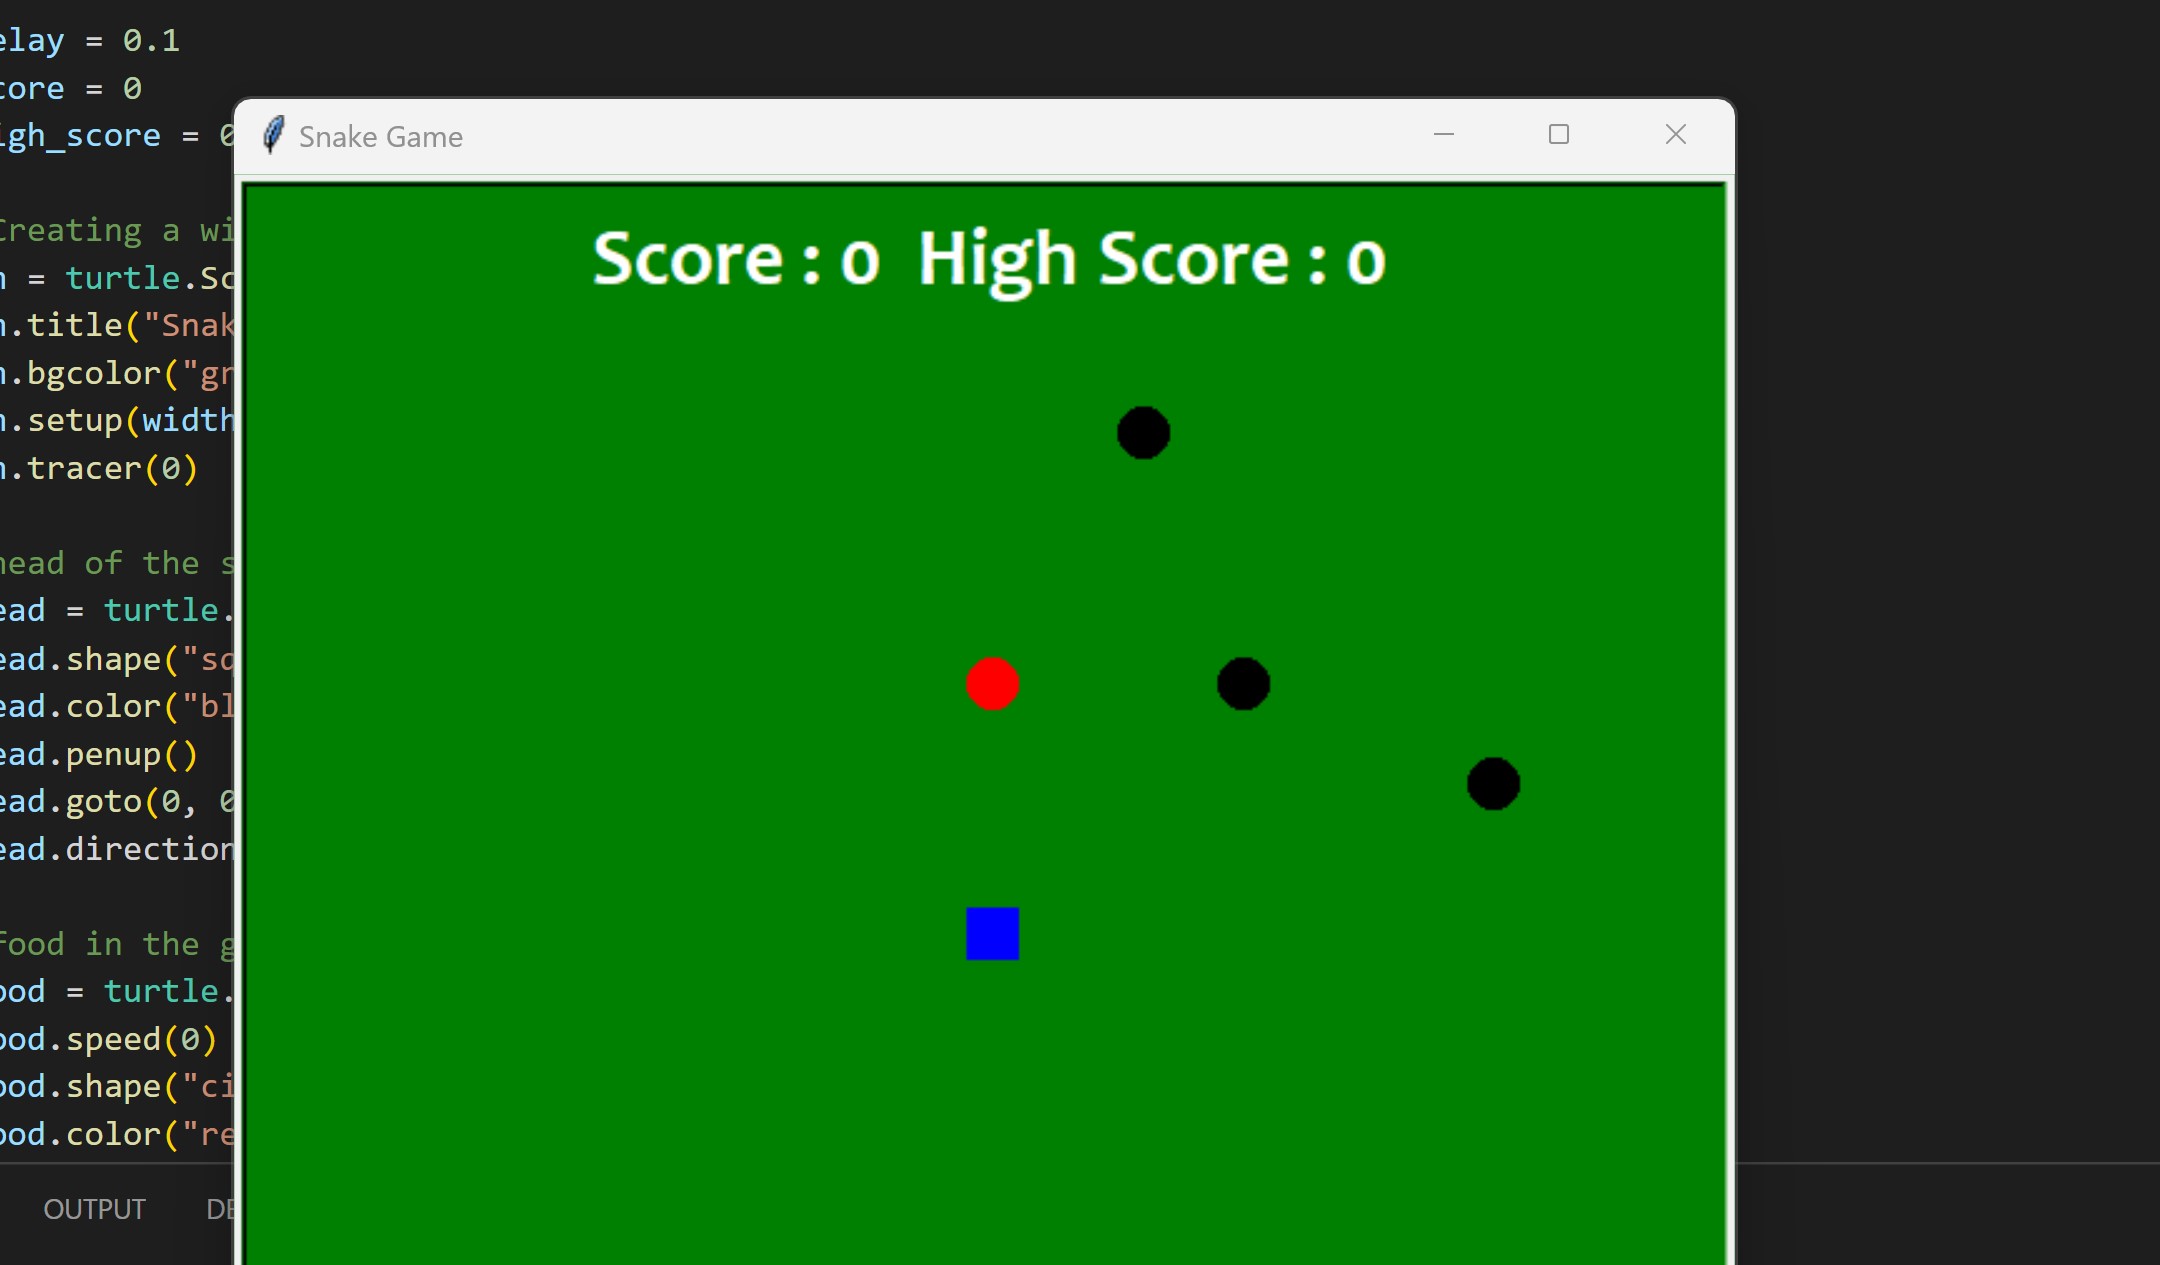 elay = 0.1
core = 0
igh_score = 0
Snake Game
Score : 0 High Score : 0
Creating a wi
= turtle.Sc
.title("Snak
.bgcolor("gr
.setup(width
.tracer(0)
head of the s
ead = turtle.
ead.shape("sq
ead.color("bl
ead.penup()
ead.goto(0, 0
ead.direction
food in the g
ood = turtle.
ood.speed(0)
ood.shape("ci
ood.color("re
OUTPUT
DE